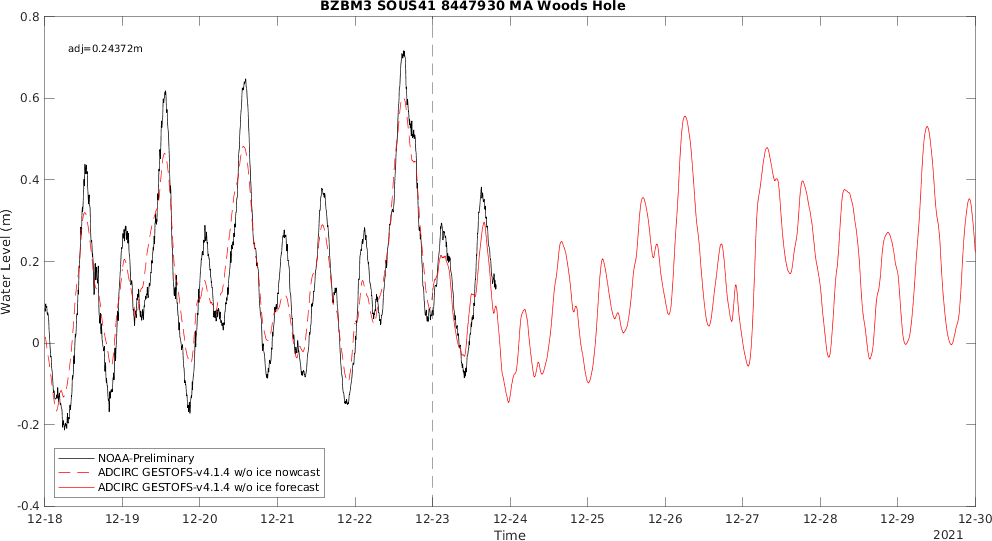 BZBM3 SOUS41 8447930 MA Woods Hole
adj=0.24372m
0.8
0.6
0.4
0.2
0
-0.2
-0.4
Water Level (m)
NOAA-Preliminary
ADCIRC GESTOFS-v4.1.4 w/o ice nowcast
ADCIRC GESTOFS-v4.1.4 w/o ice forecast
12-18 12-19 12-20 12-21 12-22 12-23 12-24 12-25 12-26 12-27 12-28 12-29 12-30
Time
2021